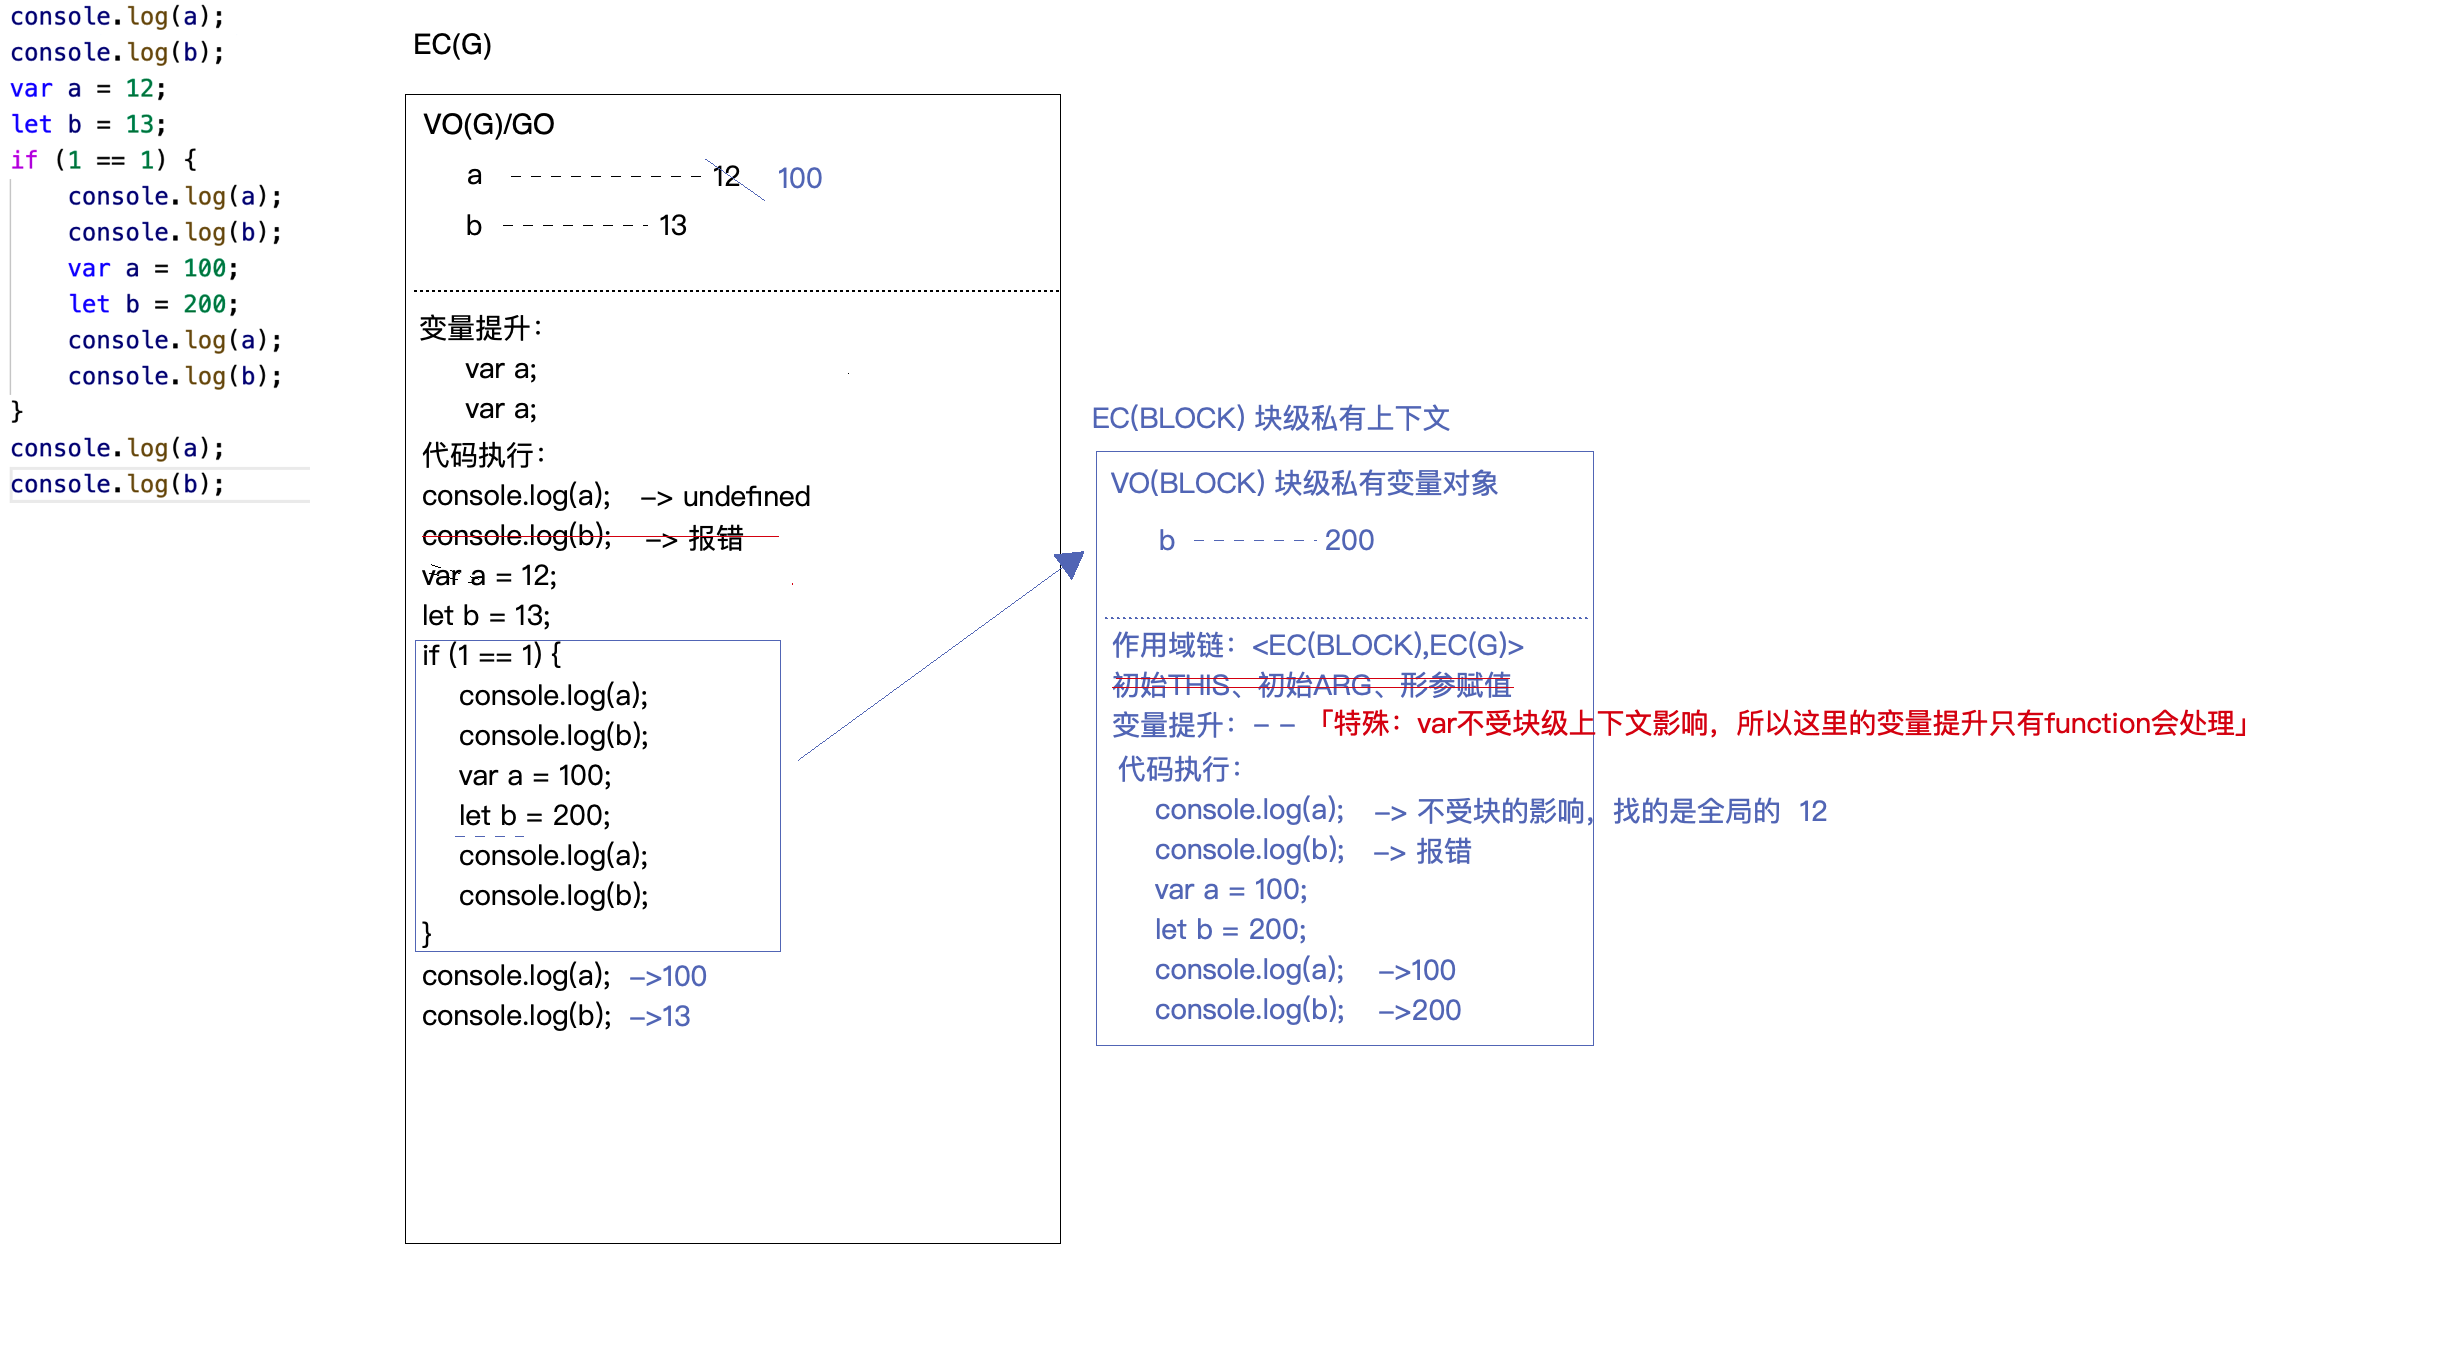 console.log(a);
console.log(b);
var a = 12;
let b = 13;
if (1 == 1) {
    console.log(a);
    console.log(b);
    var a = 100;
    let b = 200;
    console.log(a);
    console.log(b);
}
console.log(a);
console.log(b);
EC(G)
VO(G)/GO
a ---------- 12 100
b -------- 13
变量提升：
var a;
var a;
代码执行：
console.log(a); –> undefined
console.log(b); –> 报错
var a = 12;
let b = 13;
if (1 == 1) {
console.log(a);
console.log(b);
var a = 100;
let b = 200;
console.log(a);
console.log(b);
}
console.log(a); –>100
console.log(b); –>13
EC(BLOCK) 块级私有上下文
VO(BLOCK) 块级私有变量对象
b ------- 200
作用域链：<EC(BLOCK),EC(G)>
初始THIS、初始ARG、形参赋值
变量提升：– – 「特殊：var不受块级上下文影响，所以这里的变量提升只有function会处理」
代码执行：
console.log(a); –> 不受块的影响，找的是全局的 12
console.log(b); –> 报错
var a = 100;
let b = 200;
console.log(a); –>100
console.log(b); –>200